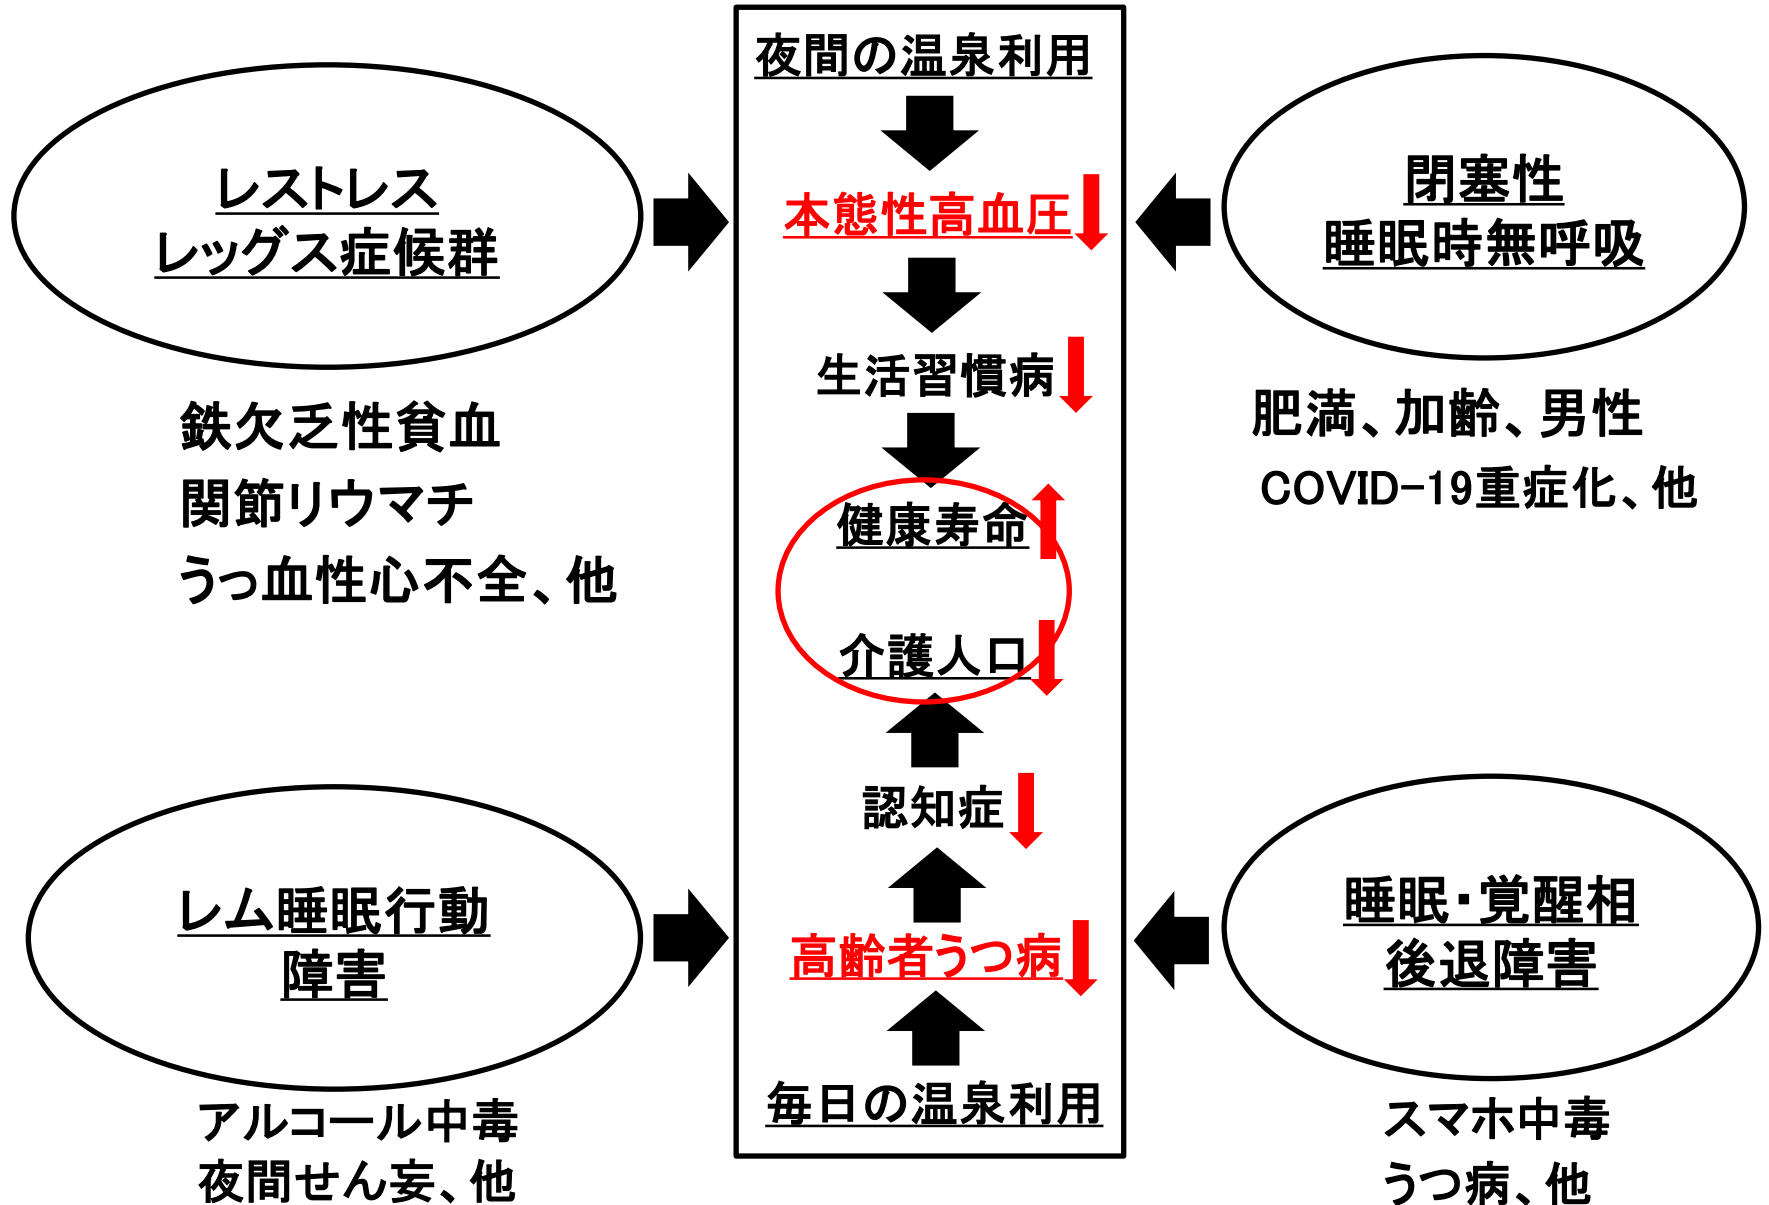 夜間の温泉利用
本態性高血圧
生活習慣病
健康寿命
介護人口
認知症
高齢者うつ病
毎日の温泉利用
レストレス
レッグス症候群
鉄欠乏性貧血
関節リウマチ
うっ血性心不全、他
閉塞性
睡眠時無呼吸
肥満、加齢、男性
COVID-19重症化、他
レム睡眠行動
障害
アルコール中毒
夜間せん妄、他
睡眠・覚醒相
後退障害
スマホ中毒
うつ病、他